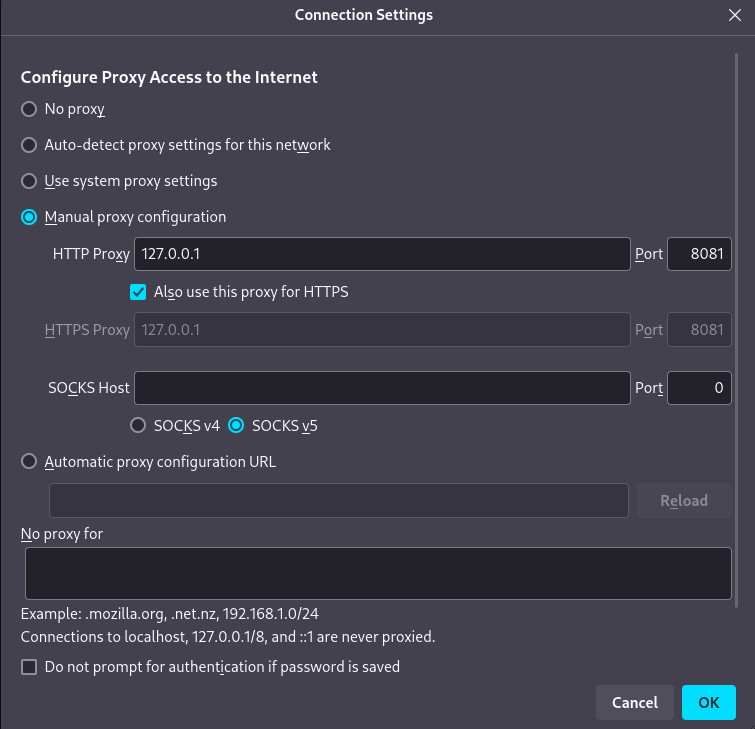 Connection Settings
Configure Proxy Access to the Internet
No proxy
Auto-detect proxy settings for this network
Use system proxy settings
Manual proxy configuration
HTTP Proxy 127.0.0.1 Port 8081
Also use this proxy for HTTPS
HTTPS Proxy 127.0.0.1 Port 8081
SOCKS Host Port 0
SOCKS v4 SOCKS v5
Automatic proxy configuration URL
Reload
No proxy for
Example: .mozilla.org, .net.nz, 192.168.1.0/24
Connections to localhost, 127.0.0.1/8, and ::1 are never proxied.
Do not prompt for authentication if password is saved
Cancel OK